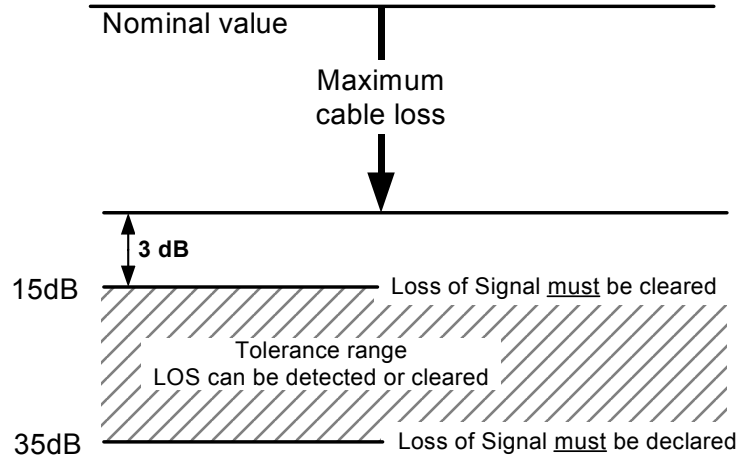 Nominal value
Maximum
cable loss
3 dB
15dB
Loss of Signal must be cleared
Tolerance range
LOS can be detected or cleared
35dB
Loss of Signal must be declared